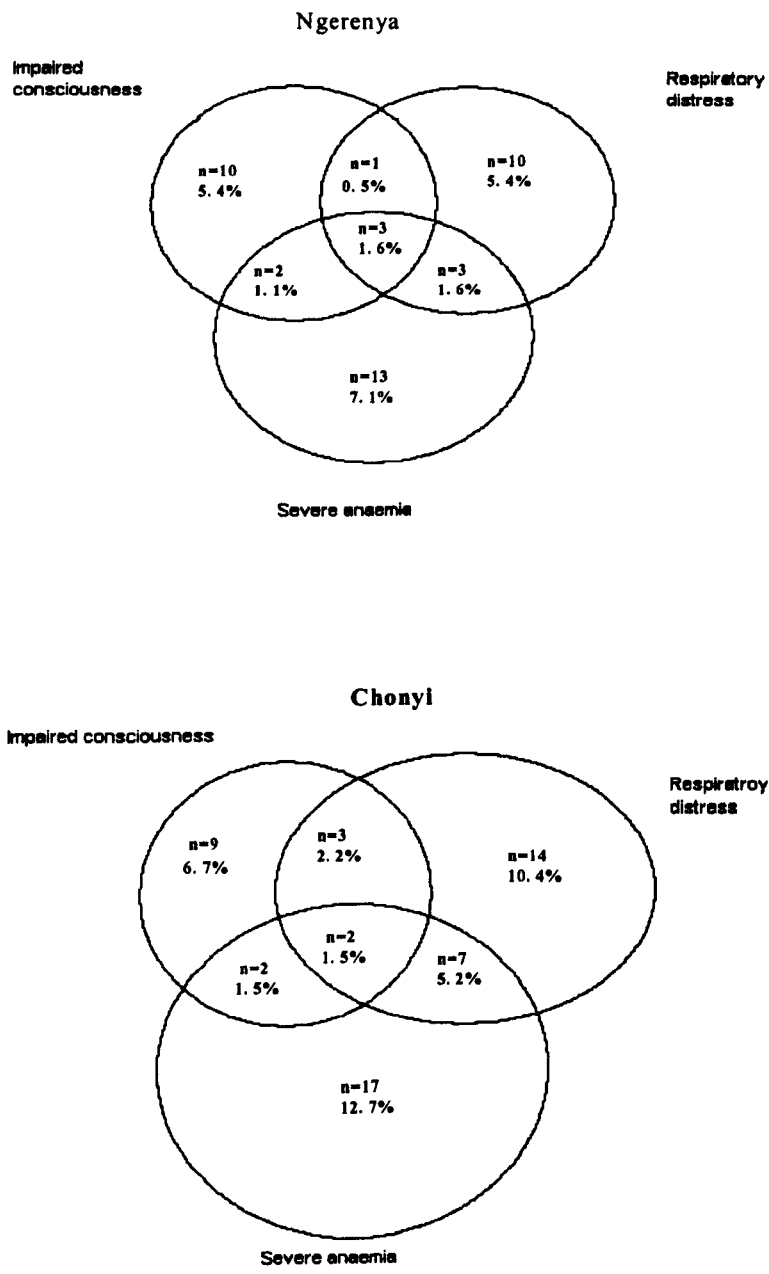 Ngerenya
Impaired
consciousness
Respiratory
distress
n=10
5.4%
n=1
0.5%
n=10
5.4%
n=3
1.6%
n=2
1.1%
n=3
1.6%
n=13
7.1%
Severe anaemia
Chonyi
Impaired consciousness
Respiratroy
distress
n=9
6.7%
n=3
2.2%
n=14
10.4%
n=2
1.5%
n=2
1.5%
n=7
5.2%
n=17
12.7%
Severe anaemia